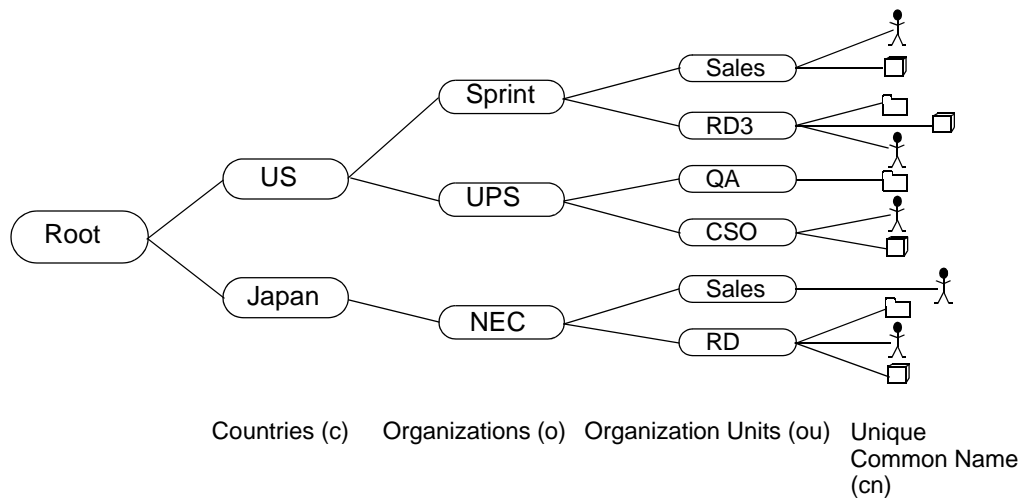 Root
US
Japan
Sprint
UPS
NEC
Sales
RD3
QA
CSO
Sales
RD
Countries (c)
Organizations (o)
Organization Units (ou)
Unique
Common Name
(cn)